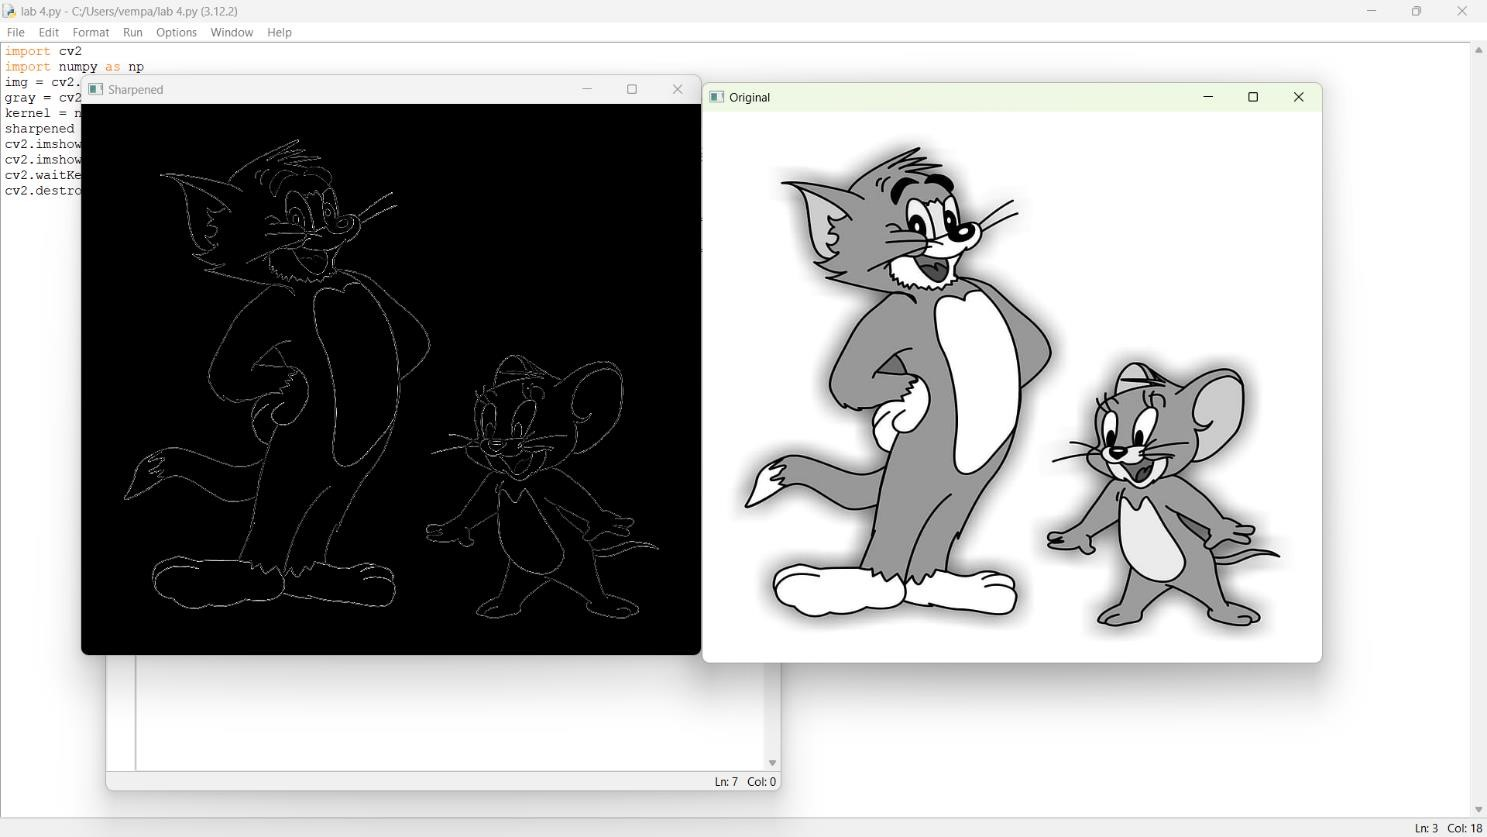 lab 4.py - C:/Users/vempa/lab 4.py (3.12.2)
File Edit Format Run Options Window Help
import cv2
import numpy as np
img = cv2.
gray = cv2
kernel = n
sharpened
cv2.imshow
cv2.imshow
cv2.waitKe
cv2.destro
Sharpened
Original
Ln: 7 Col: 0
Ln: 3 Col: 18